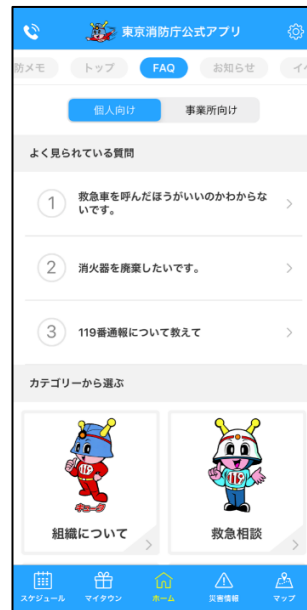 東京消防庁公式アプリ
防メモ
トップ
FAQ
お知らせ
イ
個人向け
事業所向け
よく見られている質問
1
救急車を呼んだほうがいいのかわからな
いです。
2
消火器を廃棄したいです。
3
119番通報について教えて
カテゴリーから選ぶ
119
キュータ
119
組織について
救急相談
スケジュール
マイタウン
ホーム
災害情報
マップ